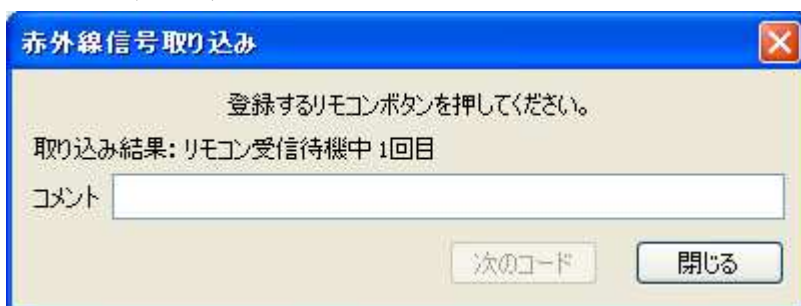 赤外線信号取り込み
登録するリモコンボタンを押してください。
取り込み結果: リモコン受信待機中 1回目
コメント
次のコード 閉じる